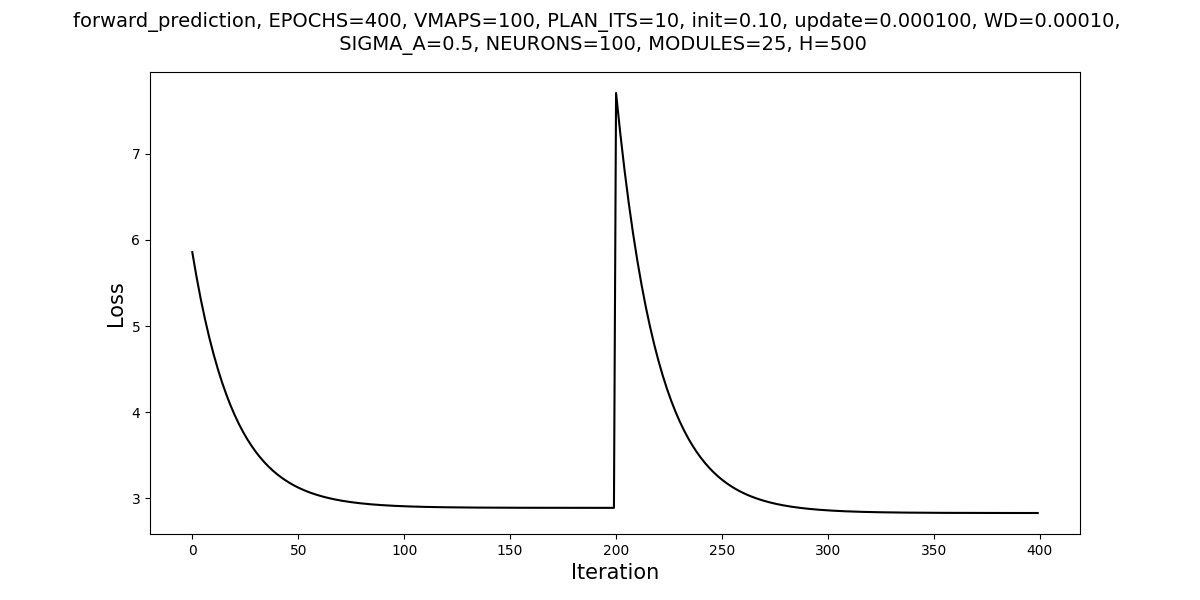 forward_prediction, EPOCHS=400, VMAPS=100, PLAN_ITS=10, init=0.10, update=0.000100, WD=0.00010,
SIGMA_A=0.5, NEURONS=100, MODULES=25, H=500
7
6
5
4
3
Loss
0 50 100 150 200 250 300 350 400
Iteration